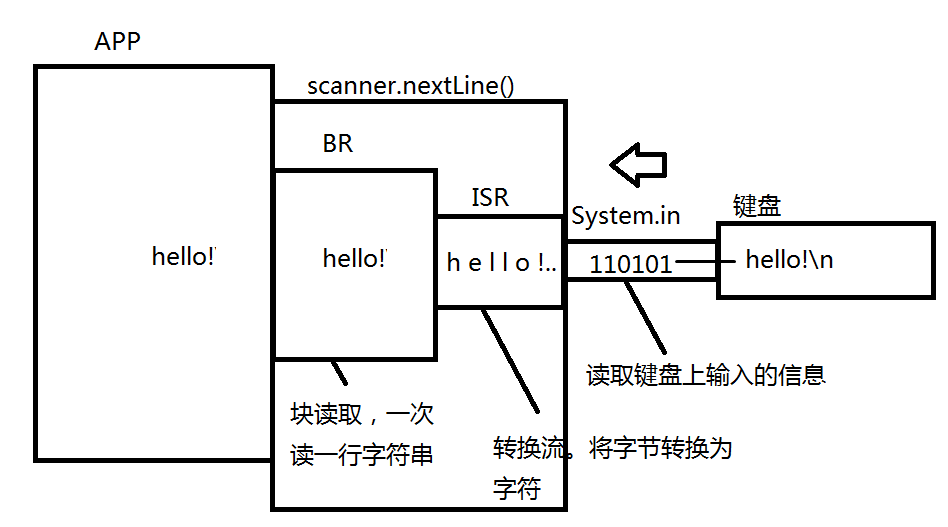 APP
scanner.nextLine()
BR
ISR
System.in
键盘
hello!
hello!
h e l l o !..
110101
hello!\n
读取键盘上输入的信息
块读取，一次
读一行字符串
转换流。将字节转换为
字符